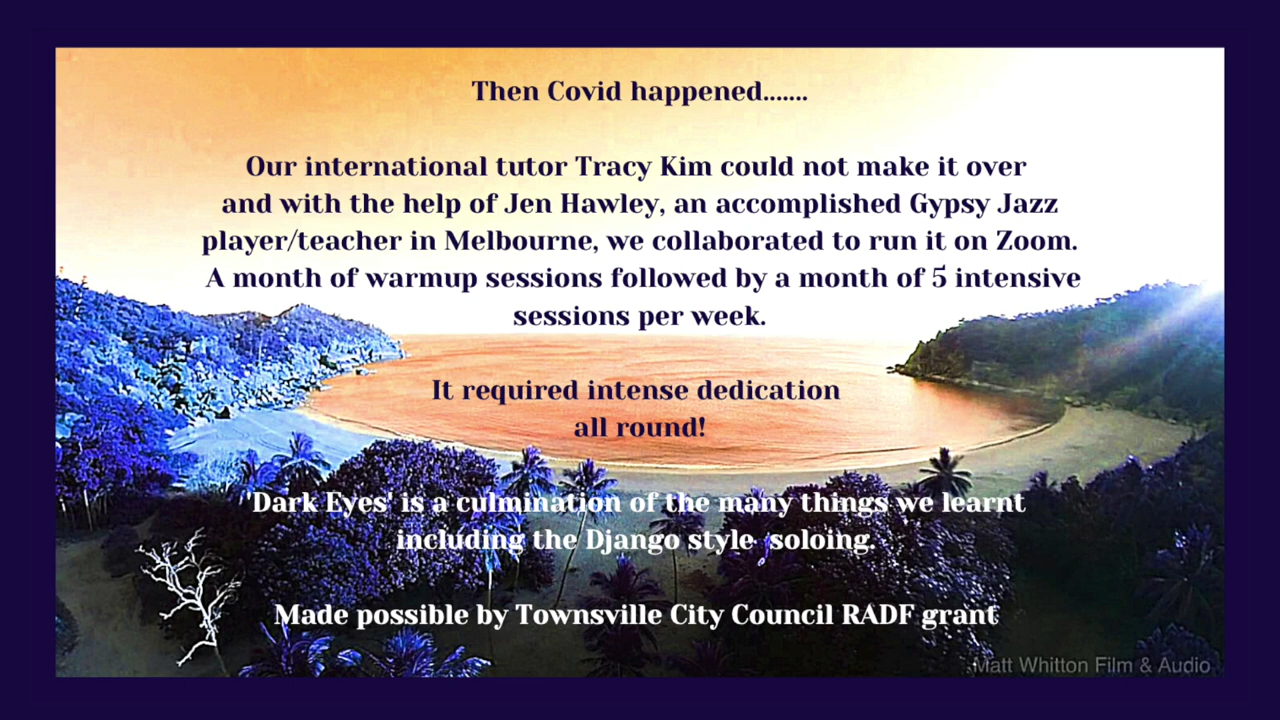 Then Covid happened.......
Our international tutor Tracy Kim could not make it over
and with the help of Jen Hawley, an accomplished Gypsy Jazz
player/teacher in Melbourne, we collaborated to run it on Zoom.
A month of warmup sessions followed by a month of 5 intensive
sessions per week.
It required intense dedication
all round!
'Dark Eyes' is a culmination of the many things we learnt
including the Django style soloing.
Made possible by Townsville City Council RADF grant
Matt Whitton Film & Audio